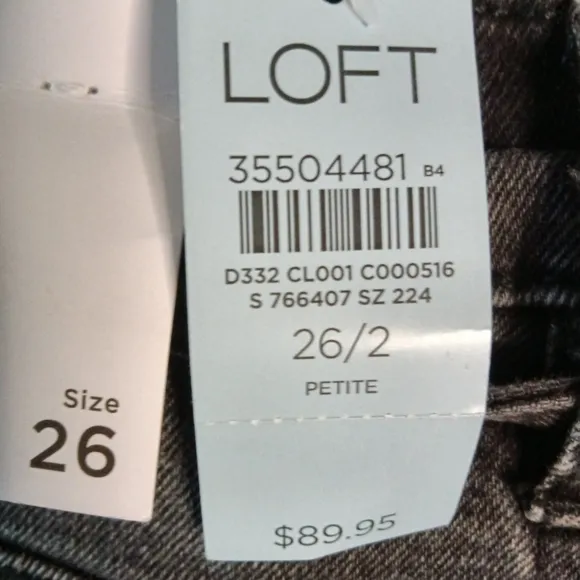 LOFT
35504481 B4
D332 CL001 C000516
S 766407 SZ 224
26/2
PETITE
$89.95
Size
26